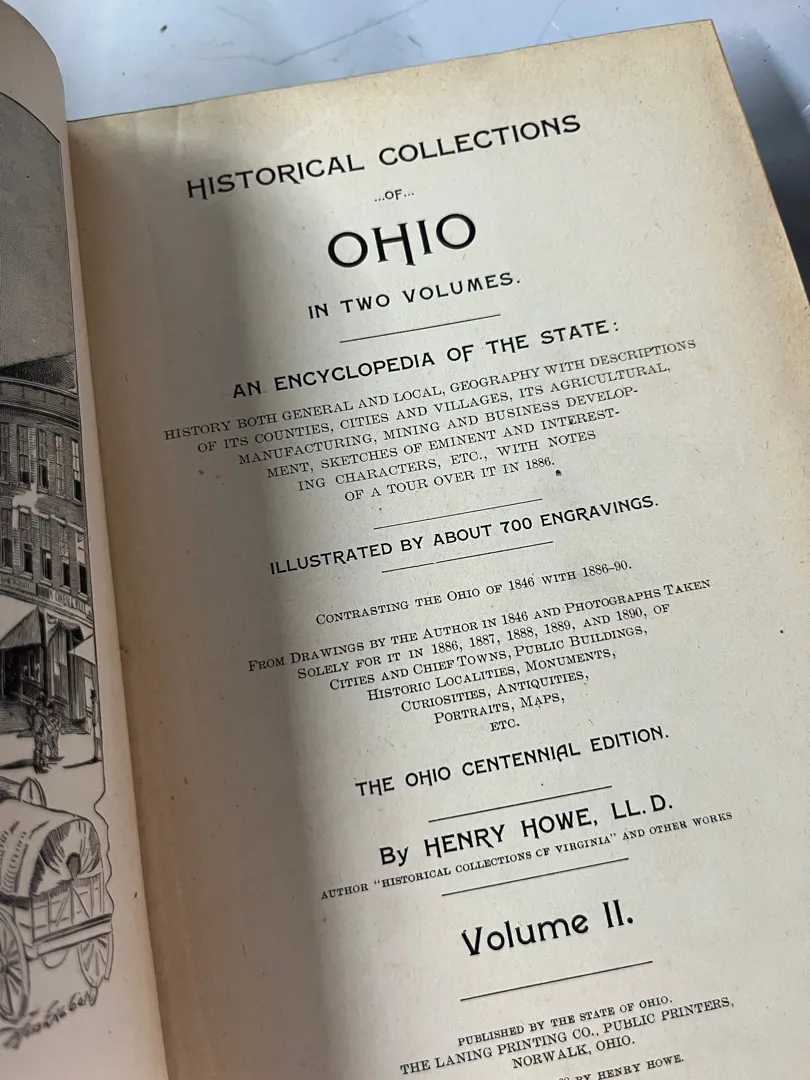 HISTORICAL COLLECTIONS
...OF...
OHIO
IN TWO VOLUMES.
AN ENCYCLOPEDIA OF THE STATE:
HISTORY BOTH GENERAL AND LOCAL, GEOGRAPHY WITH DESCRIPTIONS
OF ITS COUNTIES, CITIES AND VILLAGES, ITS AGRICULTURAL,
MANUFACTURING, MINING AND BUSINESS DEVELOP-
MENT, SKETCHES OF EMINENT AND INTEREST-
ING CHARACTERS, ETC., WITH NOTES
OF A TOUR OVER IT IN 1886.
ILLUSTRATED BY ABOUT 700 ENGRAVINGS.
CONTRASTING THE OHIO OF 1846 WITH 1886-90.
FROM DRAWINGS BY THE AUTHOR IN 1846 AND PHOTOGRAPHS TAKEN
SOLELY FOR IT IN 1886, 1887, 1888, 1889, AND 1890, OF
CITIES AND CHIEF TOWNS, PUBLIC BUILDINGS,
HISTORIC LOCALITIES, MONUMENTS,
CURIOSITIES, ANTIQUITIES,
PORTRAITS, MAPS,
ETC.
THE OHIO CENTENNIAL EDITION.
By HENRY HOWE, LL. D.
AUTHOR "HISTORICAL COLLECTIONS OF VIRGINIA" AND OTHER WORKS
Volume II.
PUBLISHED BY THE STATE OF OHIO.
THE LANING PRINTING CO., PUBLIC PRINTERS,
NORWALK, OHIO.
BY HENRY HOWE.